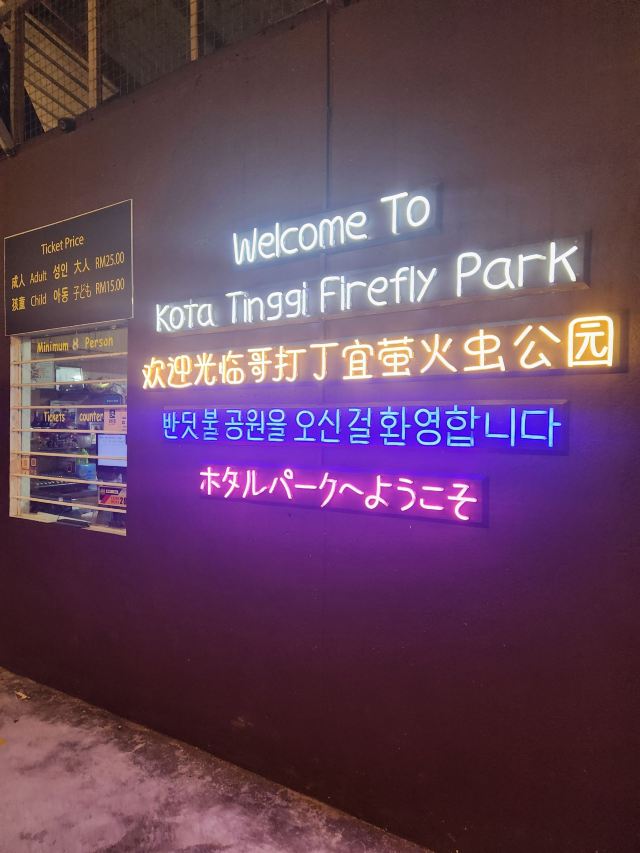 Ticket Price
成人 Adult 성인 大人 RM25.00
孩童 Child 아동 子ども RM15.00
Minimum Person
Tickets counter
Welcome To
Kota Tinggi Firefly Park
欢迎光临哥打丁宜萤火虫公园
반딧불 공원을 오신 걸 환영합니다
ホタルパークへようこそ